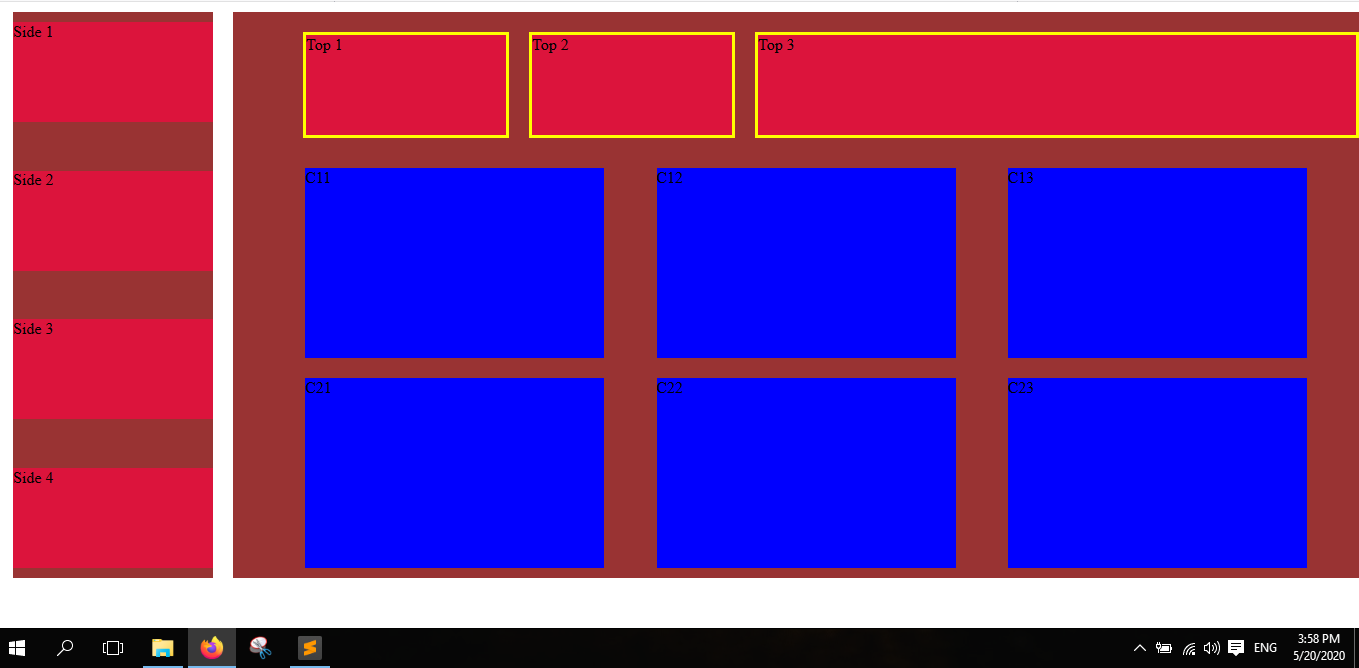 Side 1
Side 2
Side 3
Side 4
Top 1
Top 2
Top 3
C11
C12
C13
C21
C22
C23
ENG
3:58 PM
5/20/2020